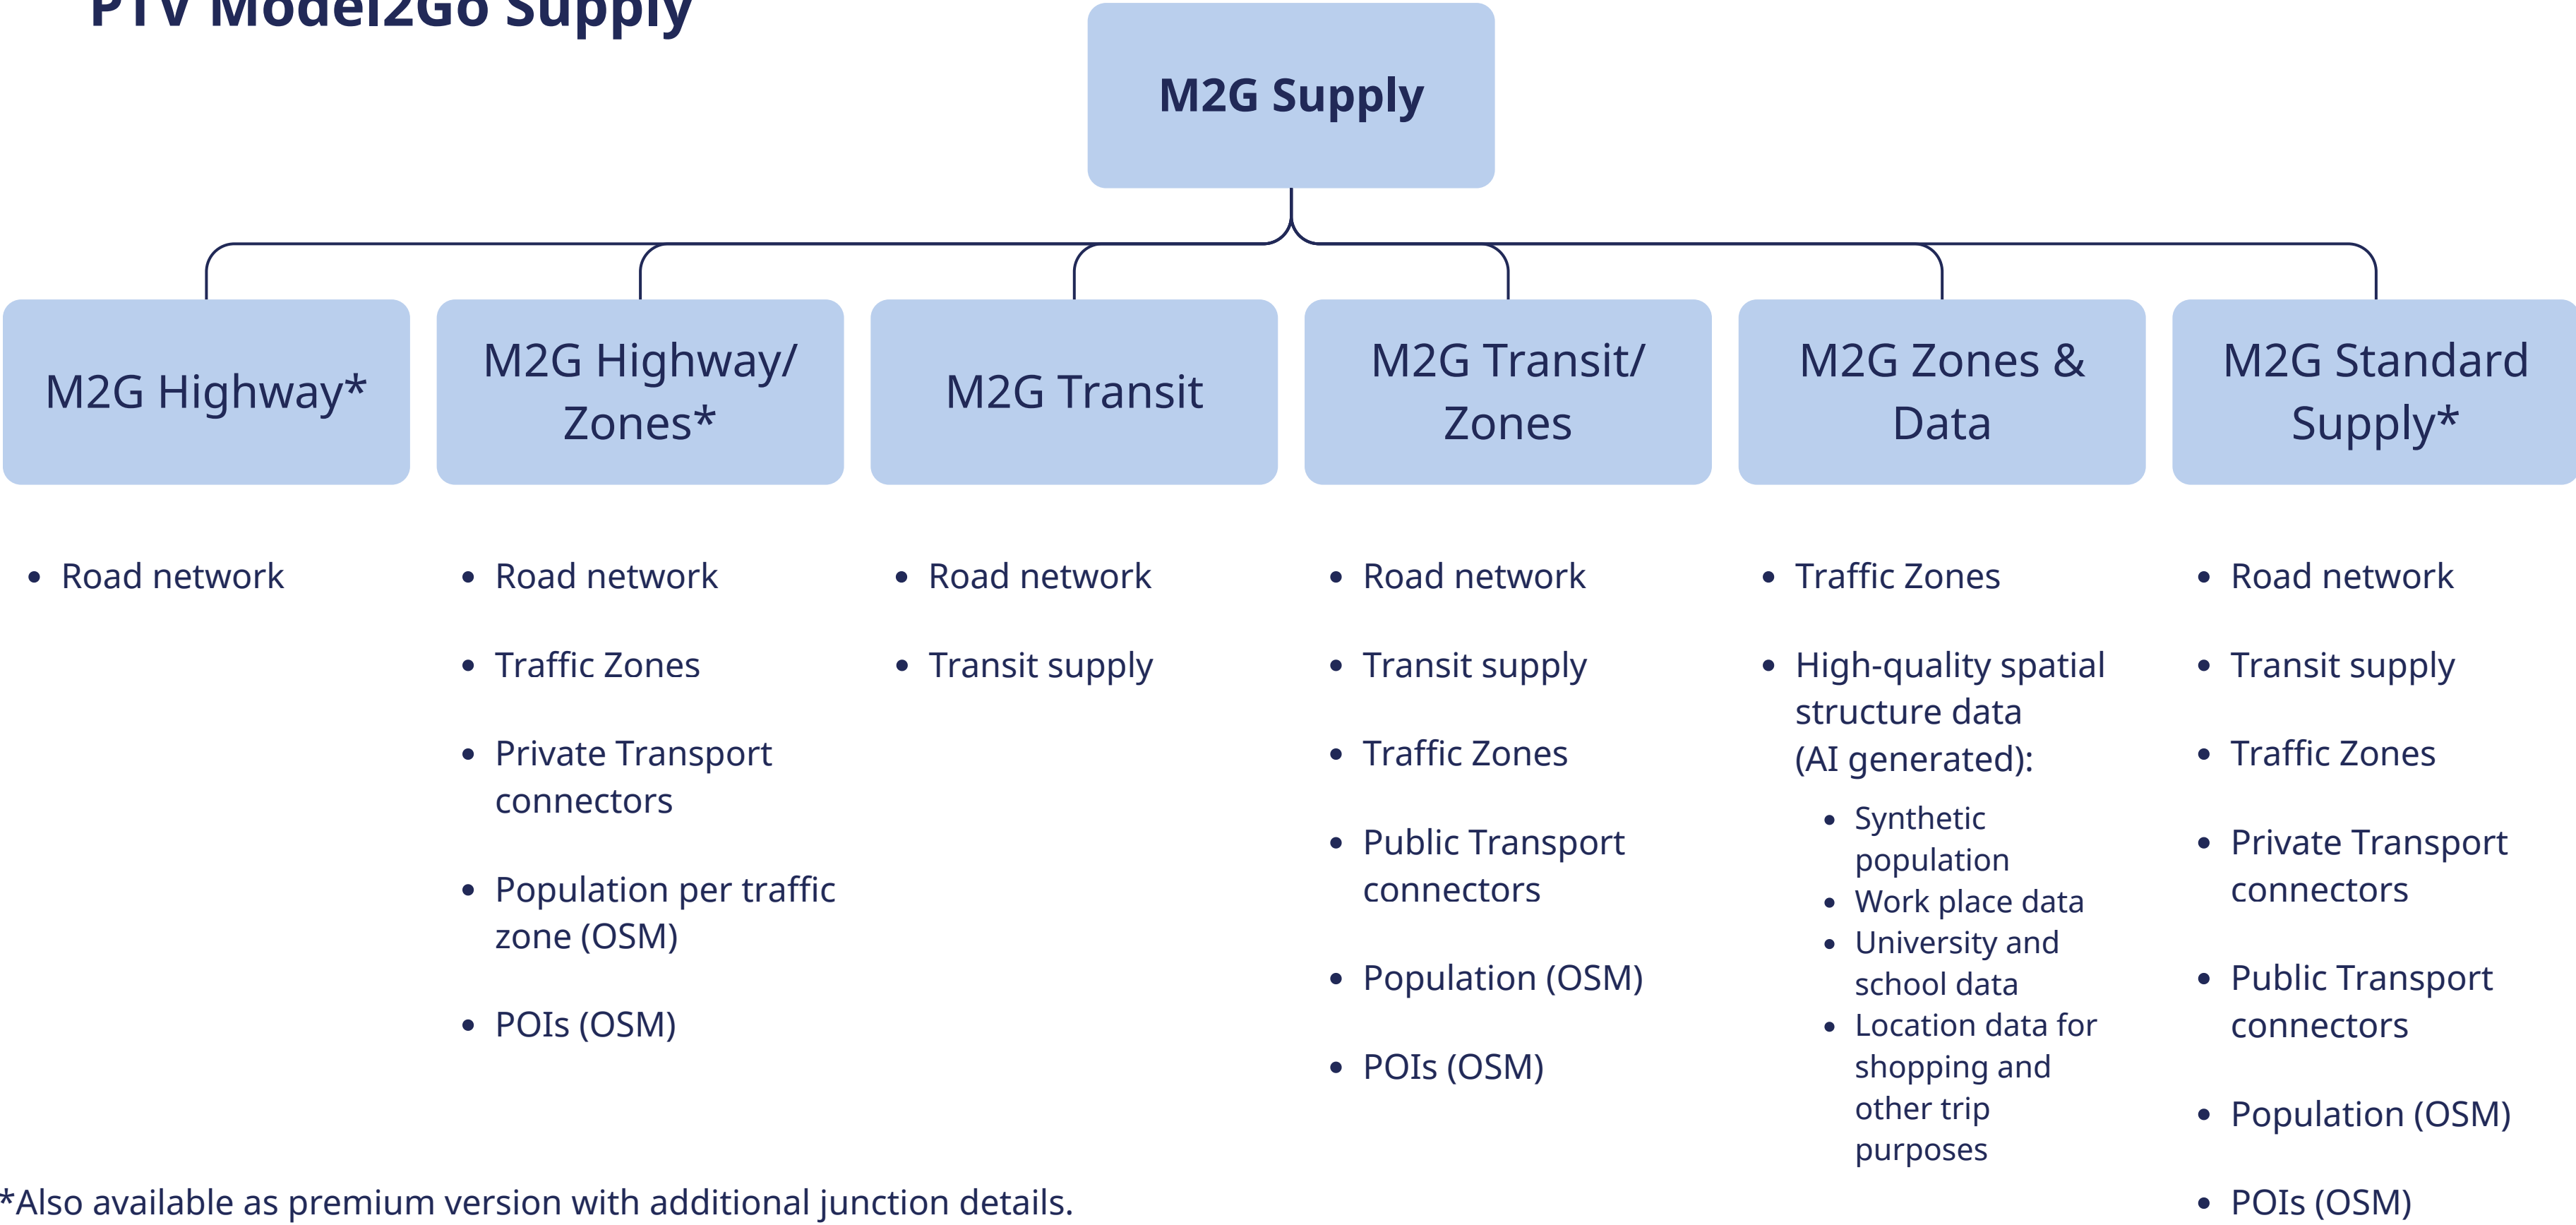 PTV Model2Go Supply
M2G Supply
M2G Highway*
M2G Highway/
Zones*
M2G Transit
M2G Transit/
Zones
M2G Zones &
Data
M2G Standard
Supply*
• Road network
• Road network
• Traffic Zones
• Private Transport
connectors
• Population per traffic
zone (OSM)
• POIs (OSM)
• Road network
• Transit supply
• Road network
• Transit supply
• Traffic Zones
• Public Transport
connectors
• Population (OSM)
• POIs (OSM)
• Traffic Zones
• High-quality spatial
structure data
(AI generated):
• Synthetic
population
• Work place data
• University and
school data
• Location data for
shopping and
other trip
purposes
• Road network
• Transit supply
• Traffic Zones
• Private Transport
connectors
• Public Transport
connectors
• Population (OSM)
• POIs (OSM)
*Also available as premium version with additional junction details.